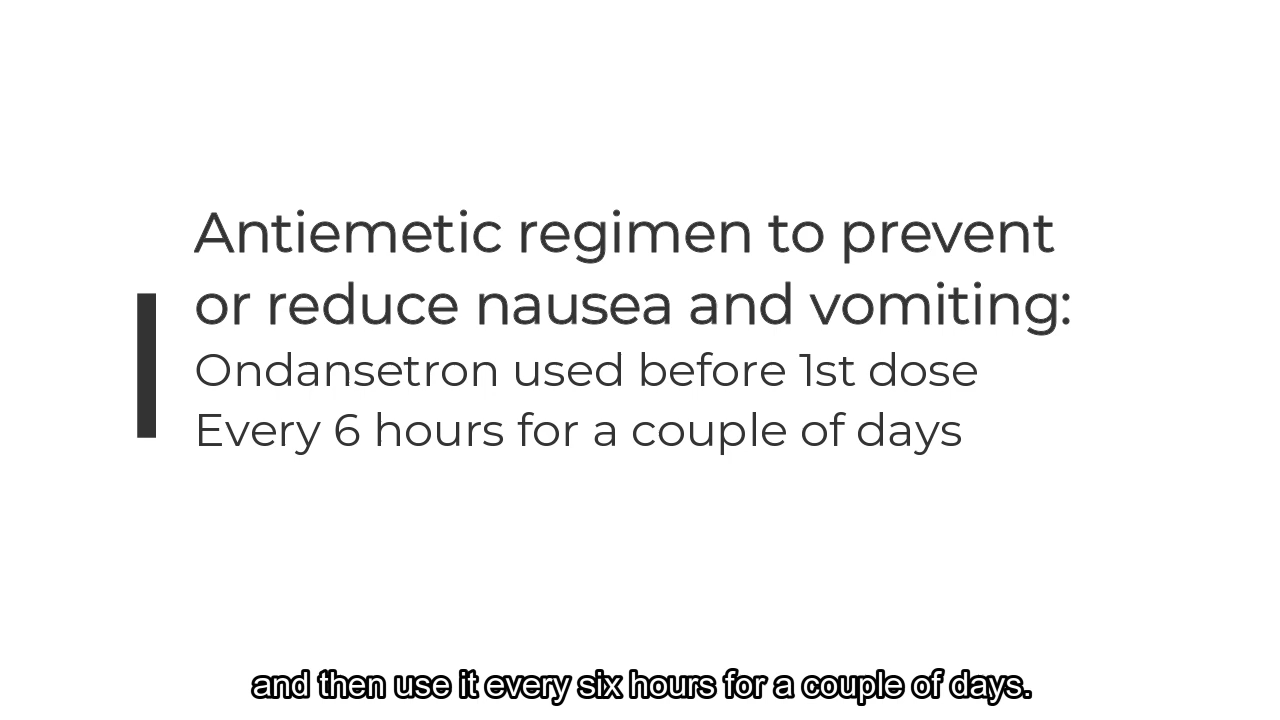 Antiemetic regimen to prevent
or reduce nausea and vomiting:
Ondansetron used before 1st dose
Every 6 hours for a couple of days
and then use it every six hours for a couple of days.